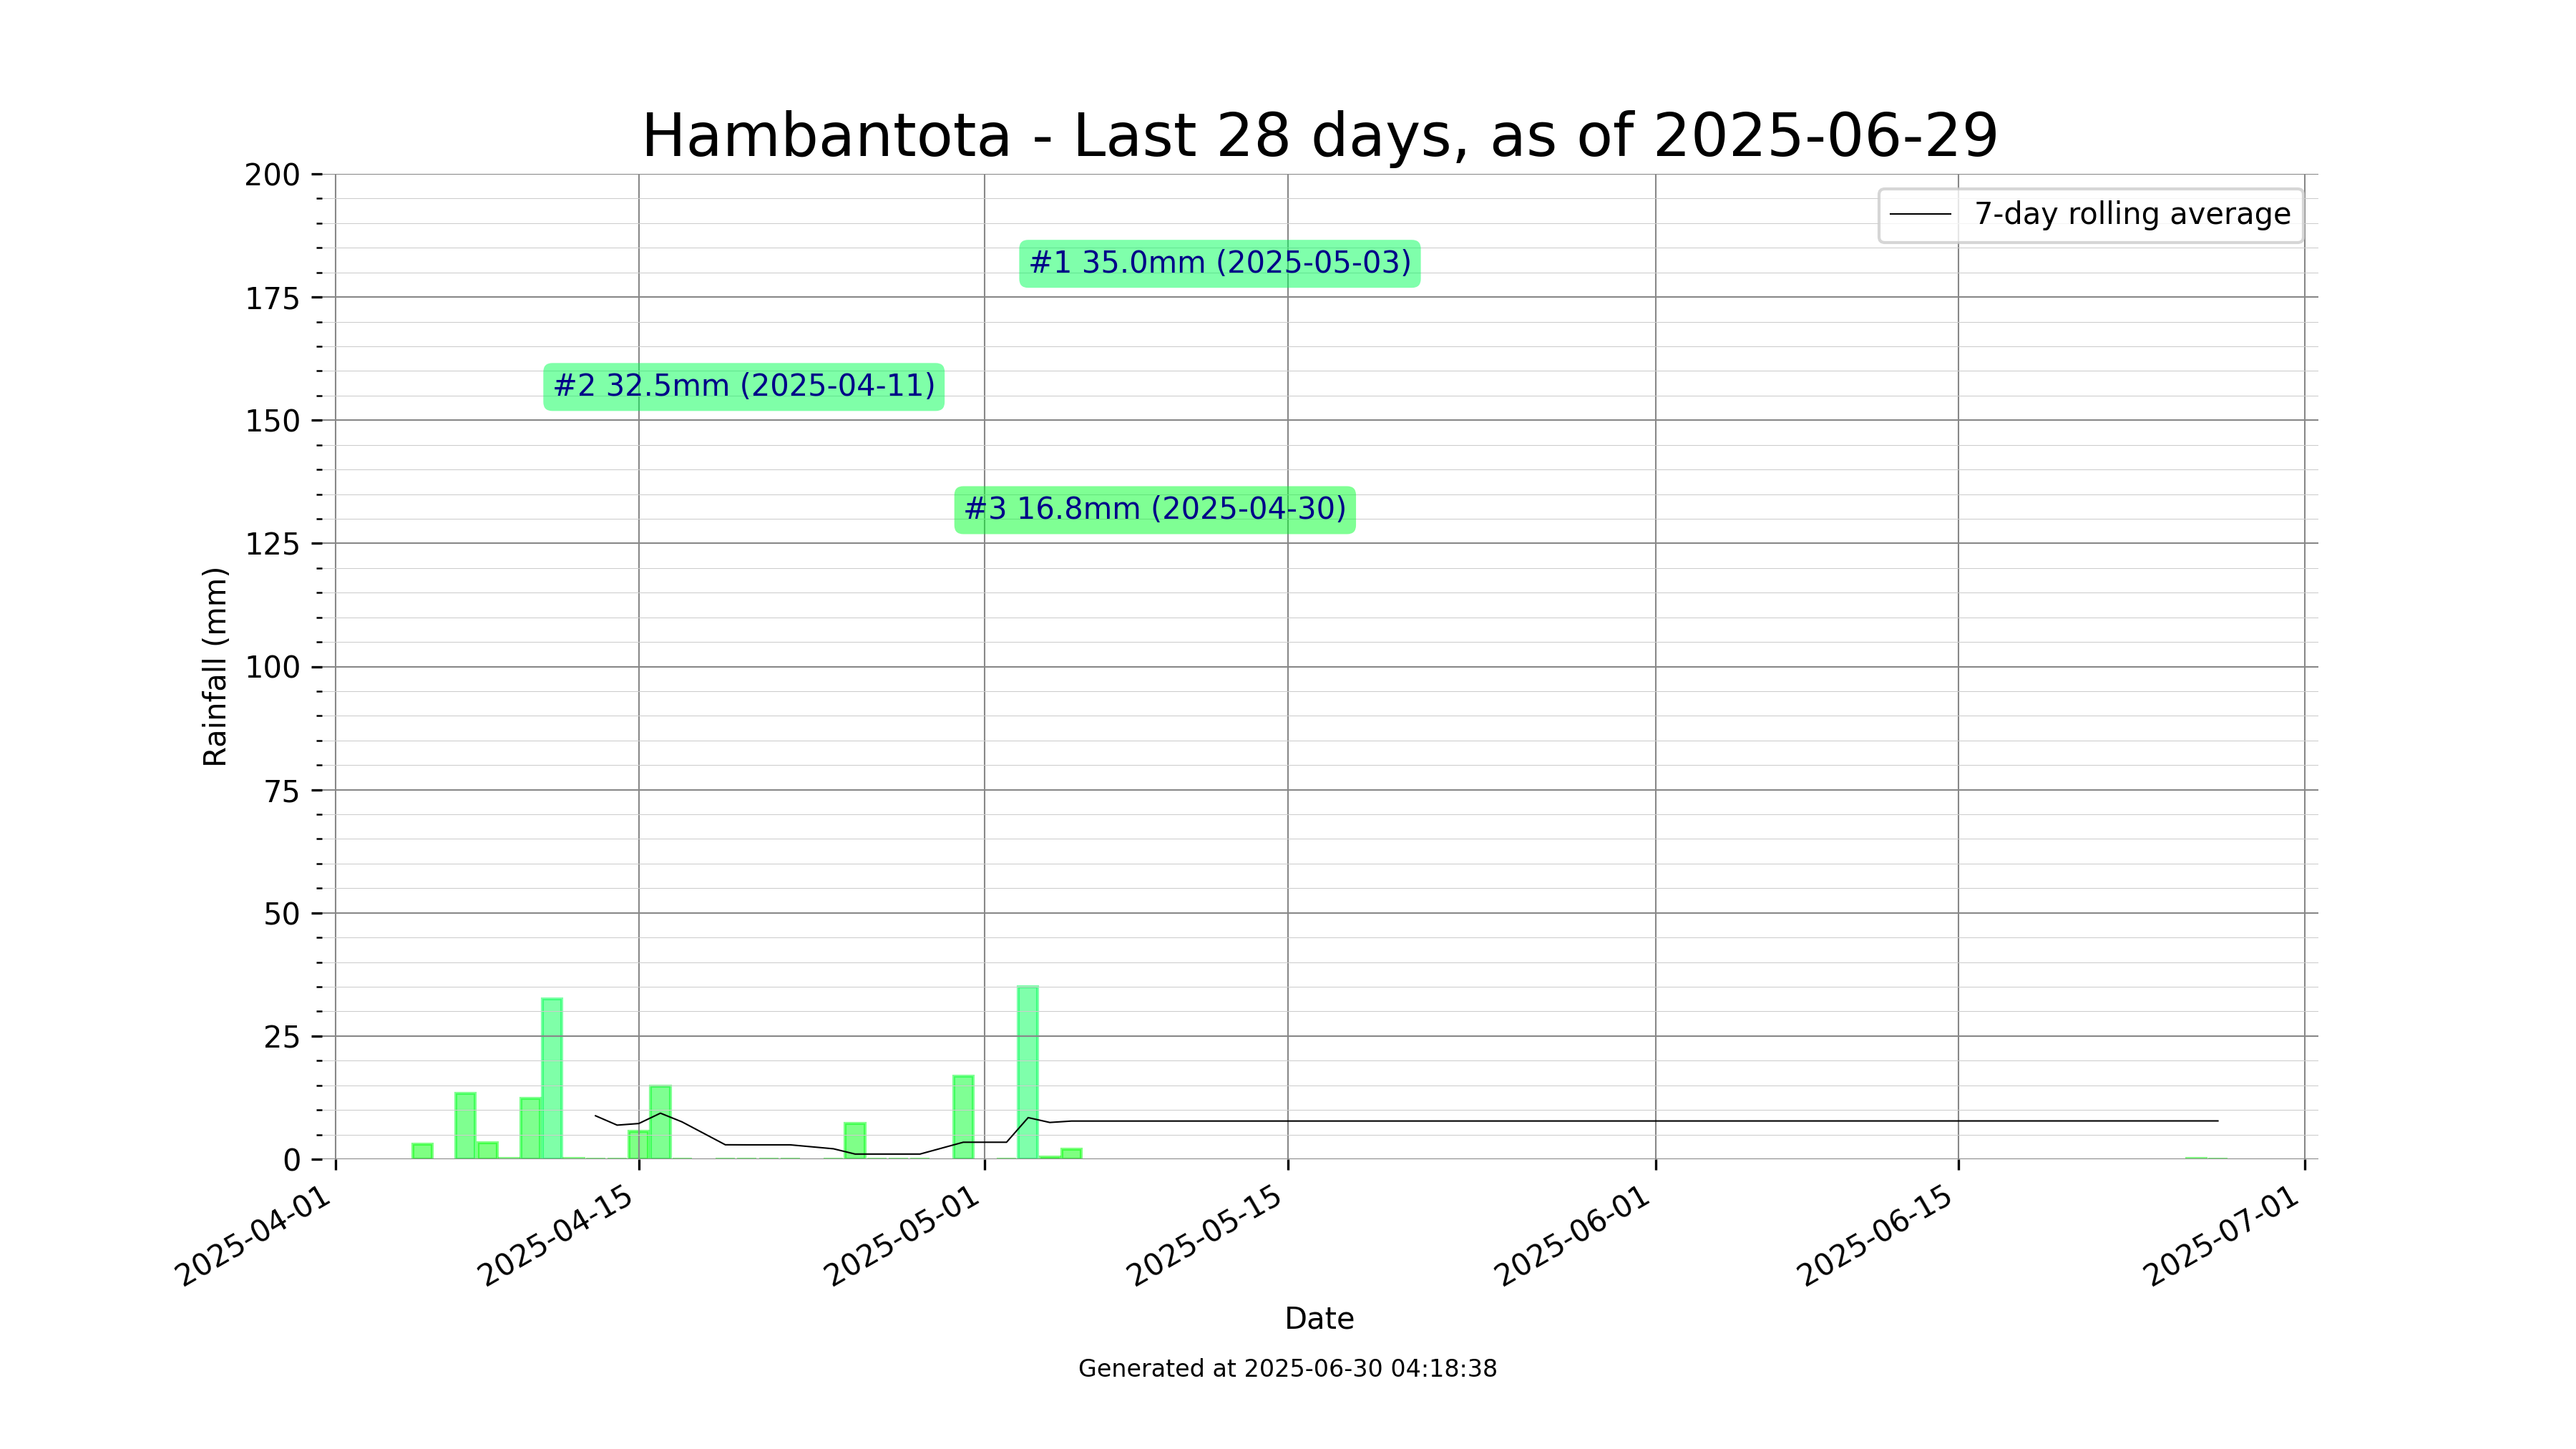 Hambantota - Last 28 days, as of 2025-06-29
7-day rolling average
#1 35.0mm (2025-05-03)
#2 32.5mm (2025-04-11)
#3 16.8mm (2025-04-30)
Rainfall (mm)
200
175
150
125
100
75
50
25
0
2025-04-01
2025-04-15
2025-05-01
2025-05-15
2025-06-01
2025-06-15
2025-07-01
Date
Generated at 2025-06-30 04:18:38